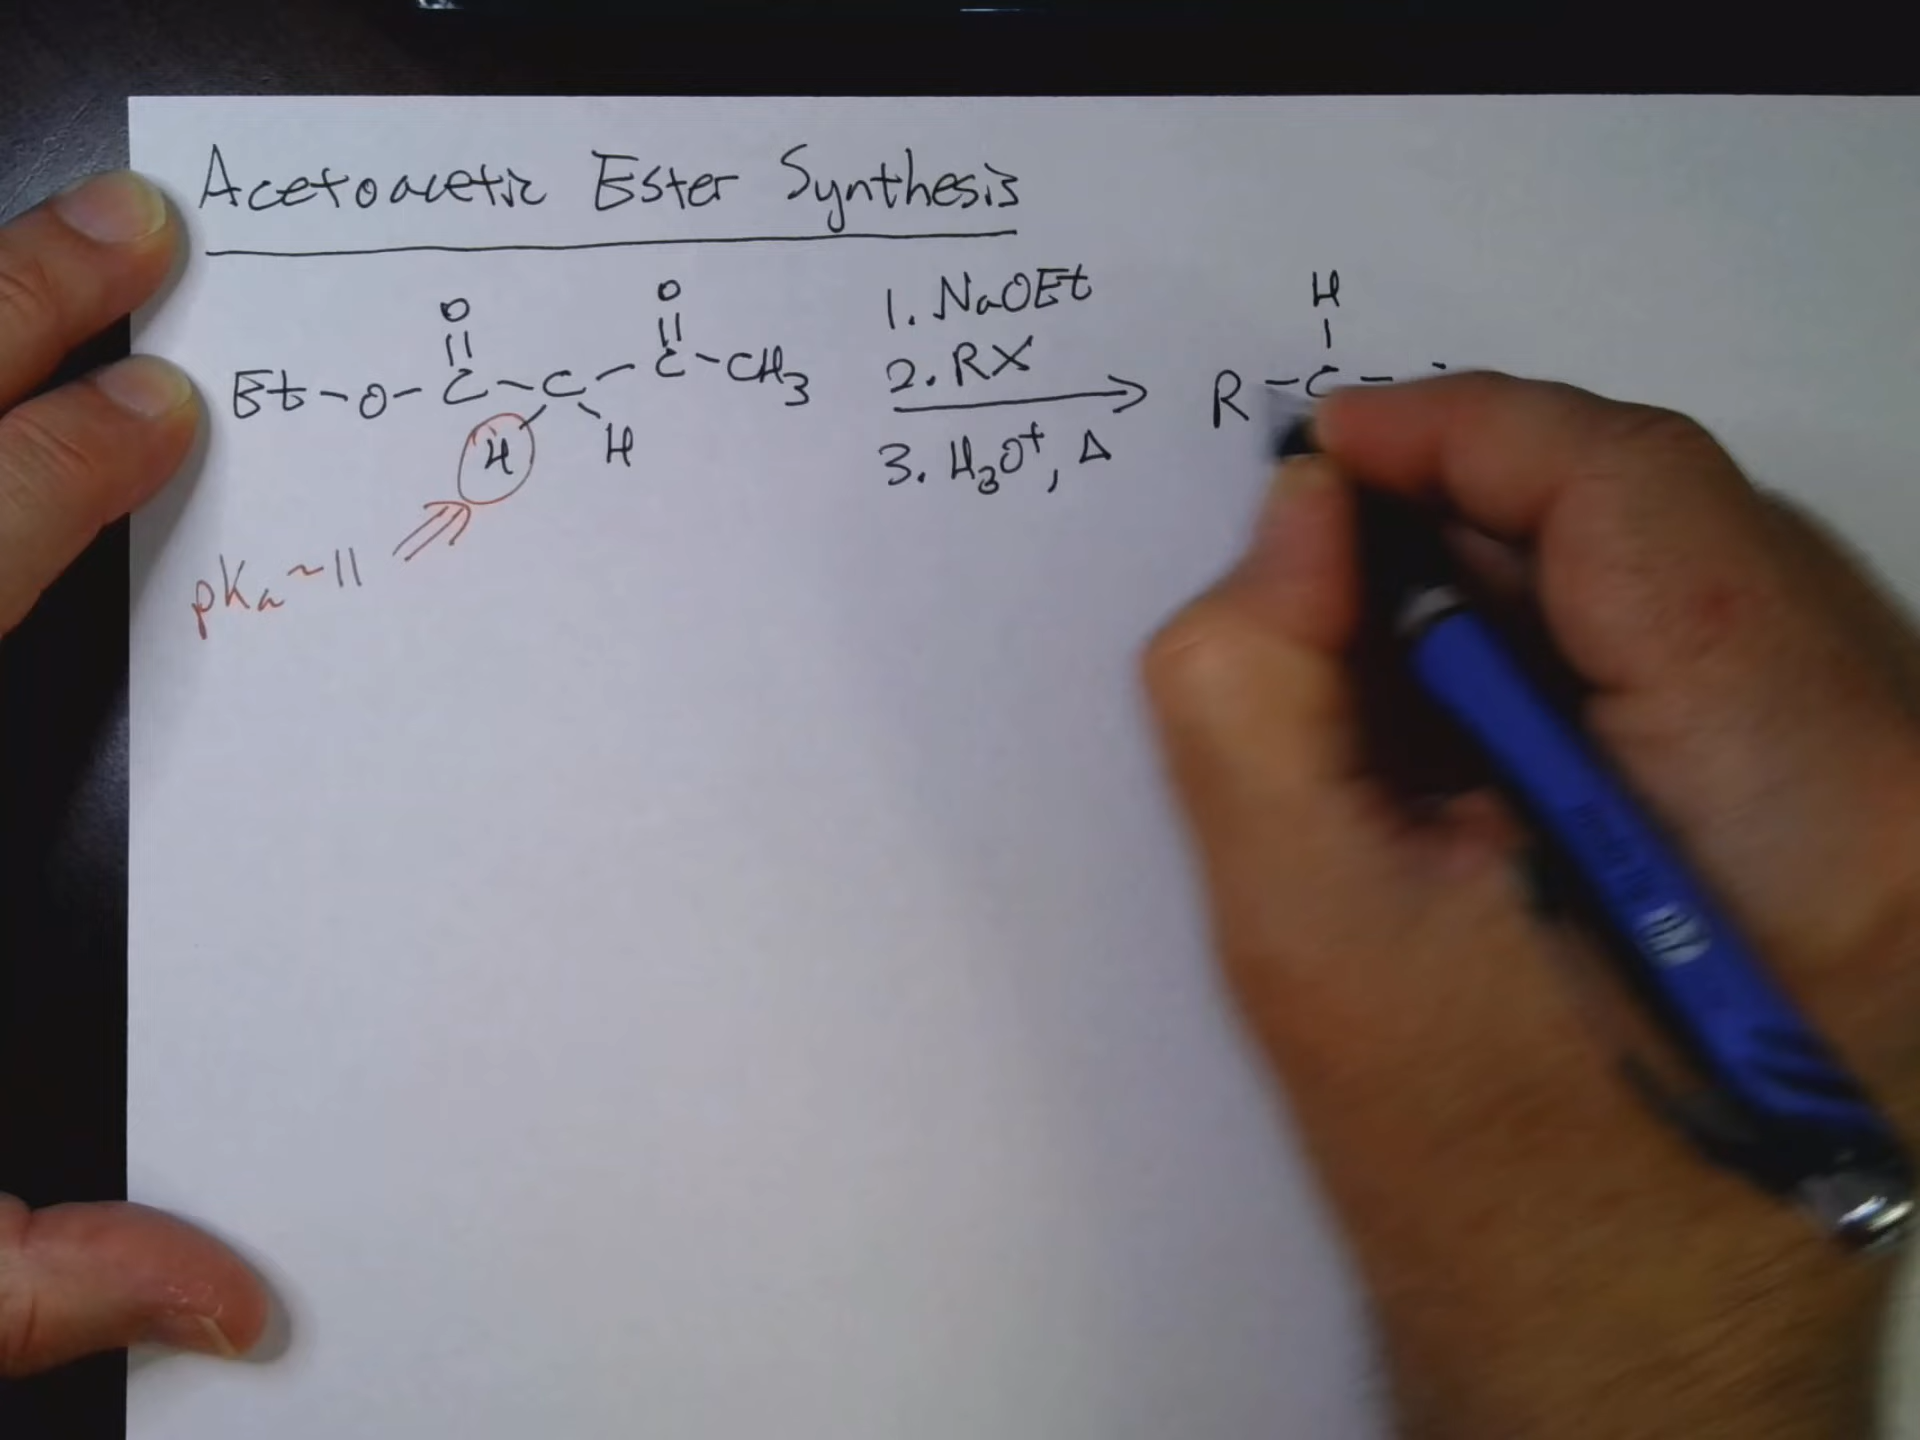 Acetoacetic Ester Synthesis
O O
Et-O-C-C-C-CH3
H H
pKa ~11
1. NaOEt
2. RX
3. H3O+, Δ
H
R-C-